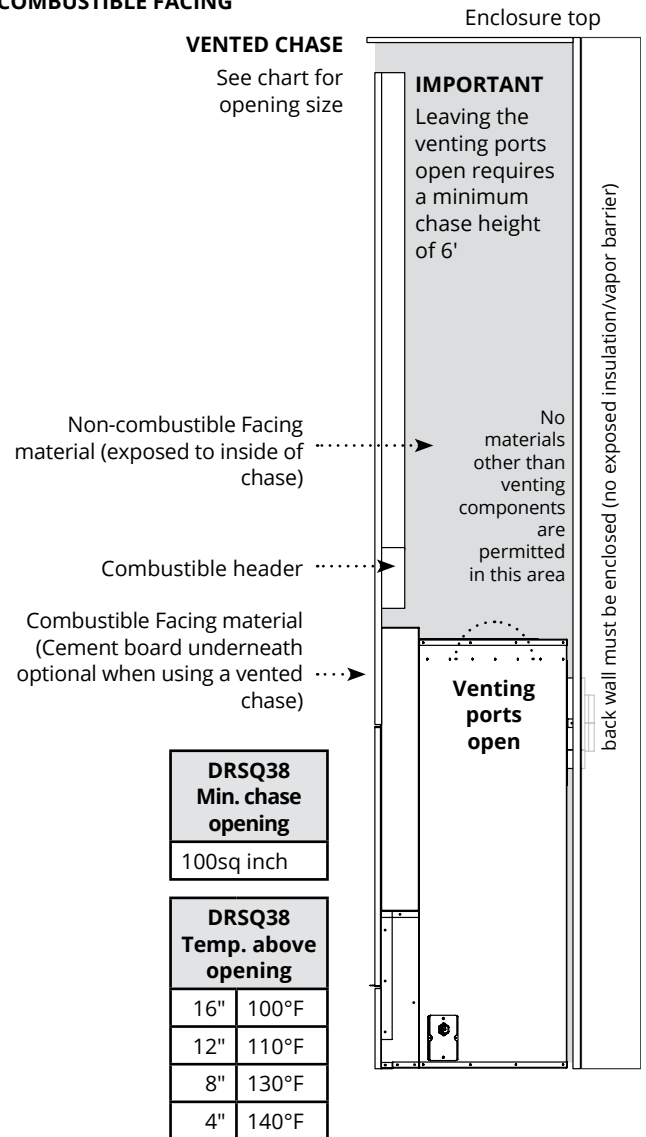 COMBUSTIBLE FACING
Enclosure top
VENTED CHASE
See chart for
opening size
IMPORTANT
Leaving the
venting ports
open requires
a minimum
chase height
of 6'
back wall must be enclosed (no exposed insulation/vapor barrier)
Non-combustible Facing
material (exposed to inside of
chase)
No
materials
other than
venting
components
are
permitted
in this area
Combustible header
Combustible Facing material
(Cement board underneath
optional when using a vented
chase)
Venting
ports
open
DRSQ38
Min. chase
opening
100sq inch
DRSQ38
Temp. above
opening
16" 100°F
12" 110°F
8" 130°F
4" 140°F